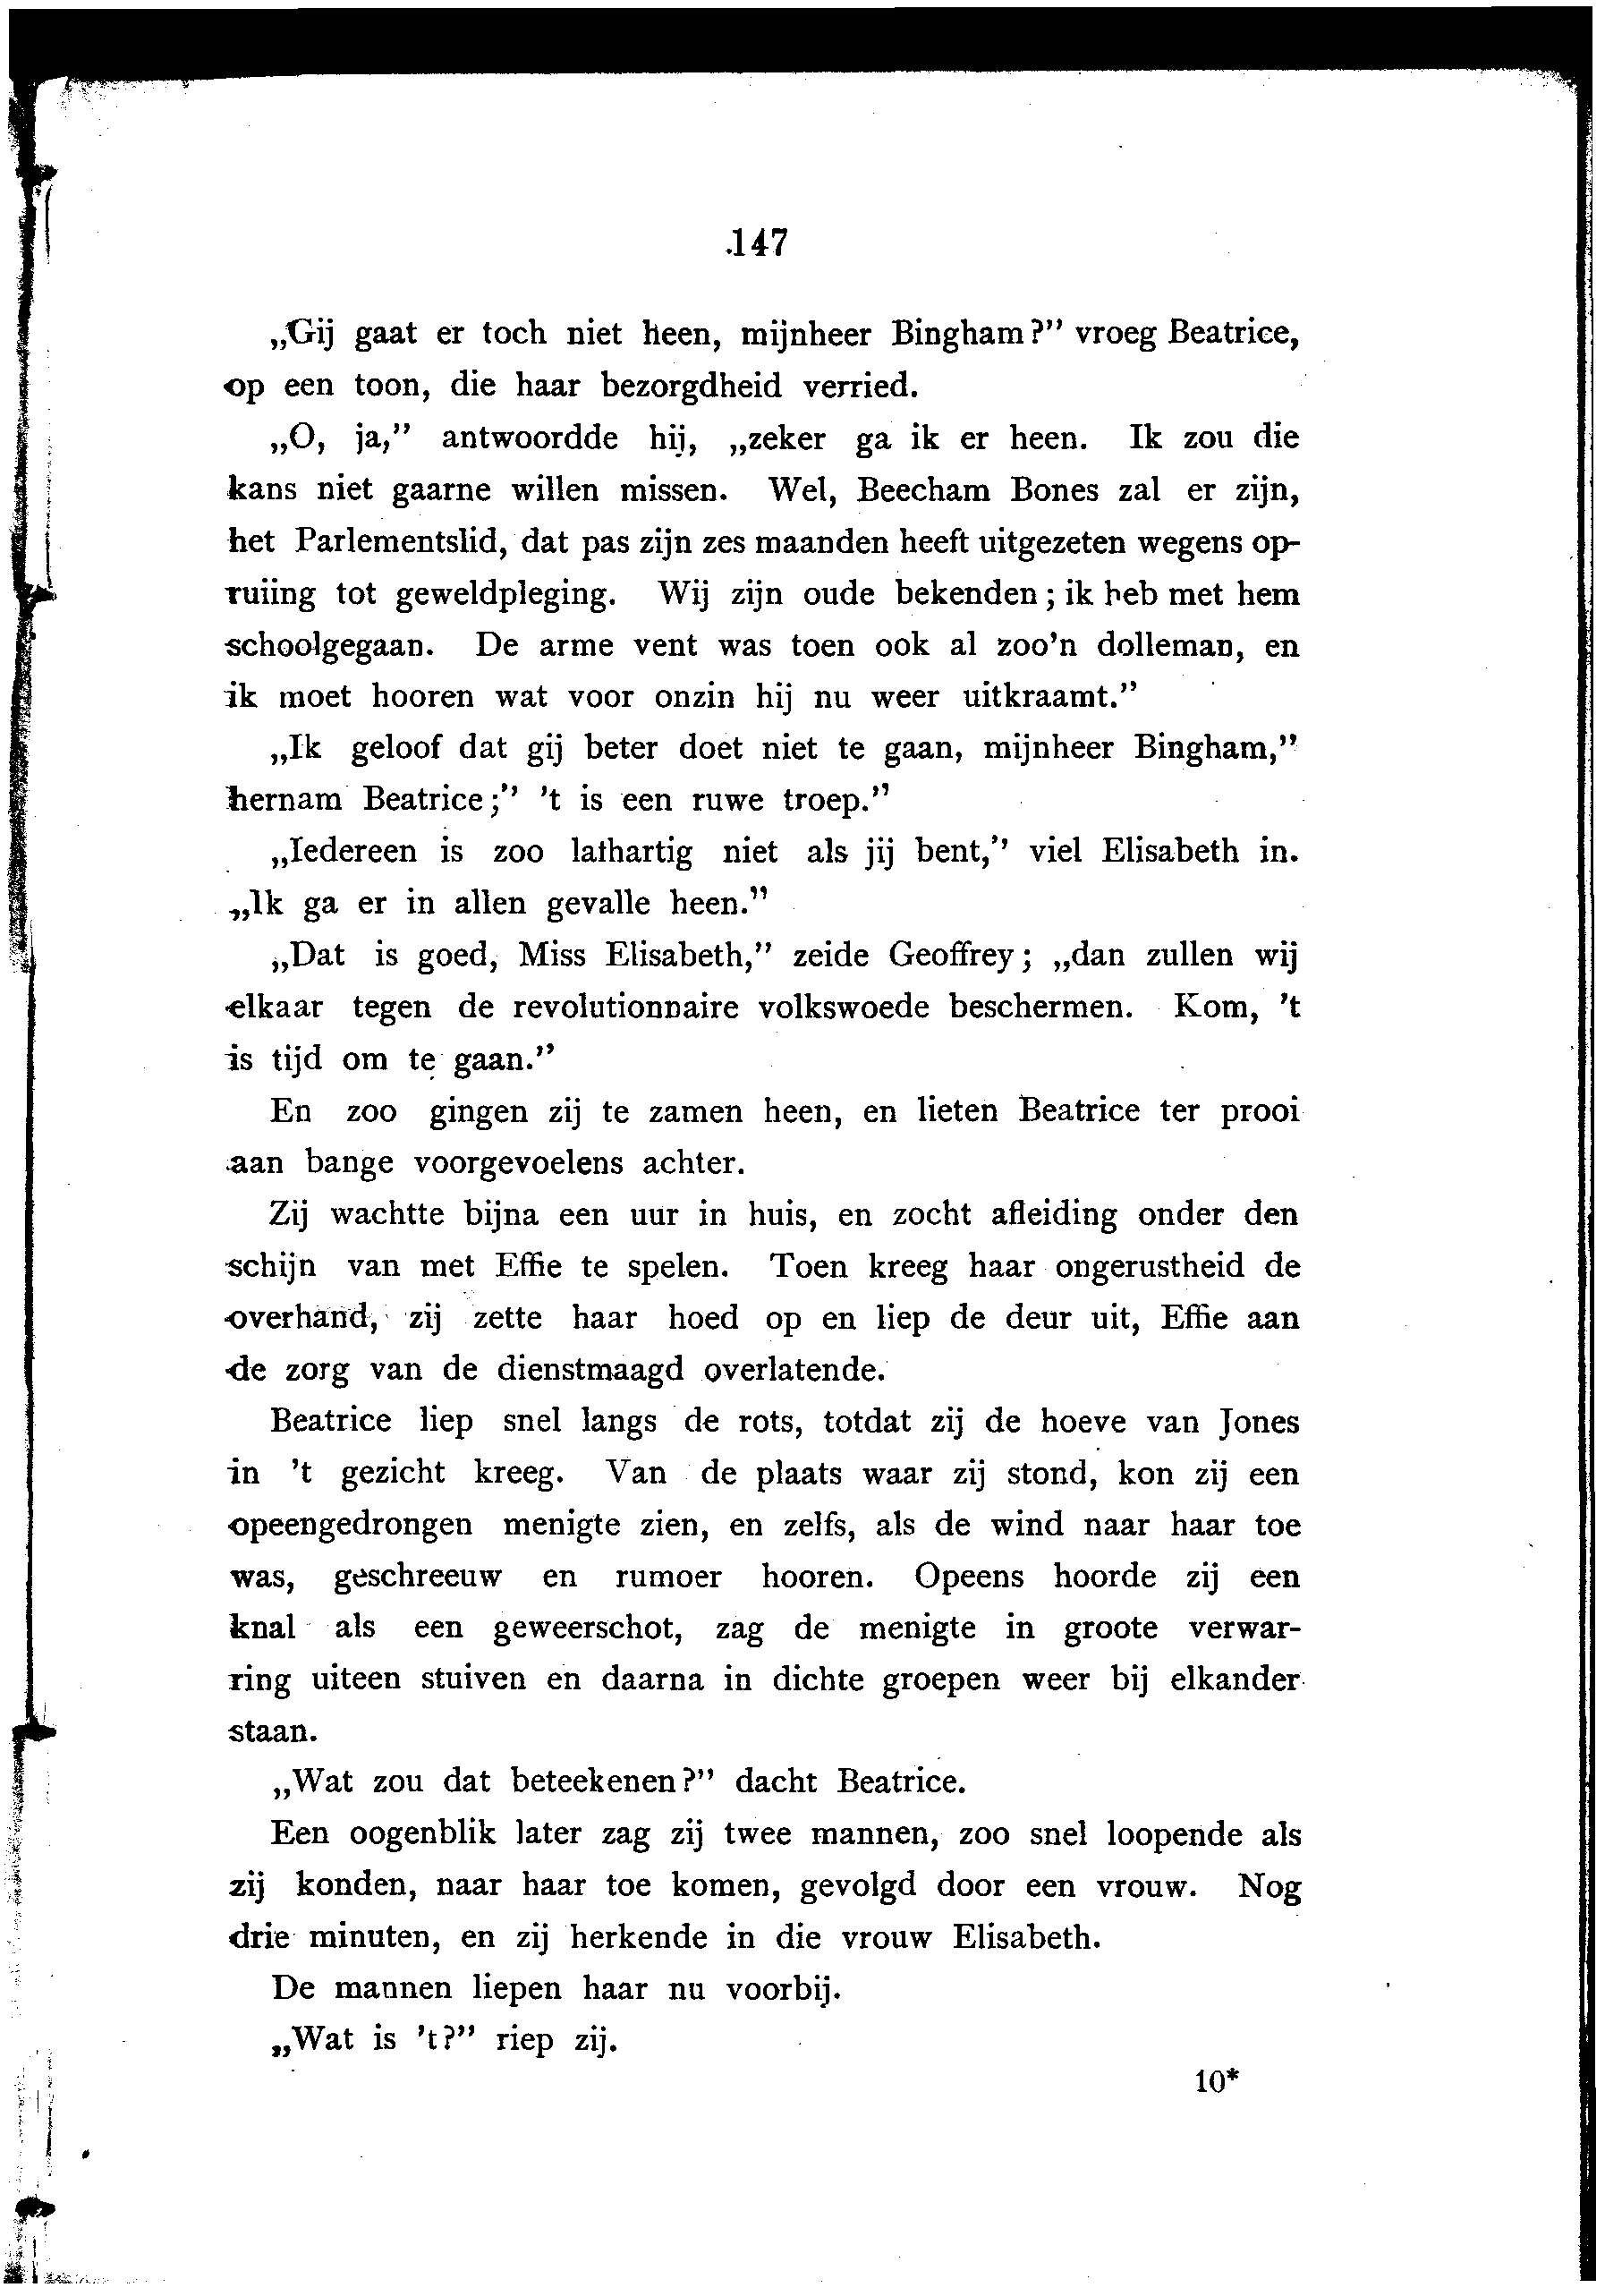 147
„Gij gaat er toch niet heen, mijnheer Bingham?” vroeg Beatrice,
op een toon, die haar bezorgdheid verried.
„O, ja,” antwoordde hij, „zeker ga ik er heen. Ik zou die
kans niet gaarne willen missen. Wel, Beecham Bones zal er zijn,
het Parlementslid, dat pas zijn zes maanden heeft uitgezeten wegens op-
ruiing tot geweldpleging. Wij zijn oude bekenden; ik heb met hem
schoolgegaan. De arme vent was toen ook al zoo'n dolleman, en
ik moet hooren wat voor onzin hij nu weer uitkraamt.”
„Ik geloof dat gij beter doet niet te gaan, mijnheer Bingham,”
hernam Beatrice;” 't is een ruwe troep.”
„Iedereen is zoo lafhartig niet als jij bent,” viel Elisabeth in.
„Ik ga er in allen gevalle heen.”
„Dat is goed, Miss Elisabeth,” zeide Geoffrey; „dan zullen wij
elkaar tegen de revolutionnaire volkswoede beschermen. Kom, 't
is tijd om te gaan.”
En zoo gingen zij te zamen heen, en lieten Beatrice ter prooi
aan bange voorgevoelens achter.
Zij wachtte bijna een uur in huis, en zocht afleiding onder den
schijn van met Effie te spelen. Toen kreeg haar ongerustheid de
overhand, zij zette haar hoed op en liep de deur uit, Effie aan
de zorg van de dienstmaagd overlatende.
Beatrice liep snel langs de rots, totdat zij de hoeve van Jones
in 't gezicht kreeg. Van de plaats waar zij stond, kon zij een
opeengedrongen menigte zien, en zelfs, als de wind naar haar toe
was, geschreeuw en rumoer hooren. Opeens hoorde zij een
knal als een geweerschot, zag de menigte in groote verwar-
ring uiteen stuiven en daarna in dichte groepen weer bij elkander
staan.
„Wat zou dat beteekenen?” dacht Beatrice.
Een oogenblik later zag zij twee mannen, zoo snel loopende als
zij konden, naar haar toe komen, gevolgd door een vrouw. Nog
drie minuten, en zij herkende in die vrouw Elisabeth.
De mannen liepen haar nu voorbij.
„Wat is 't?” riep zij.
10*